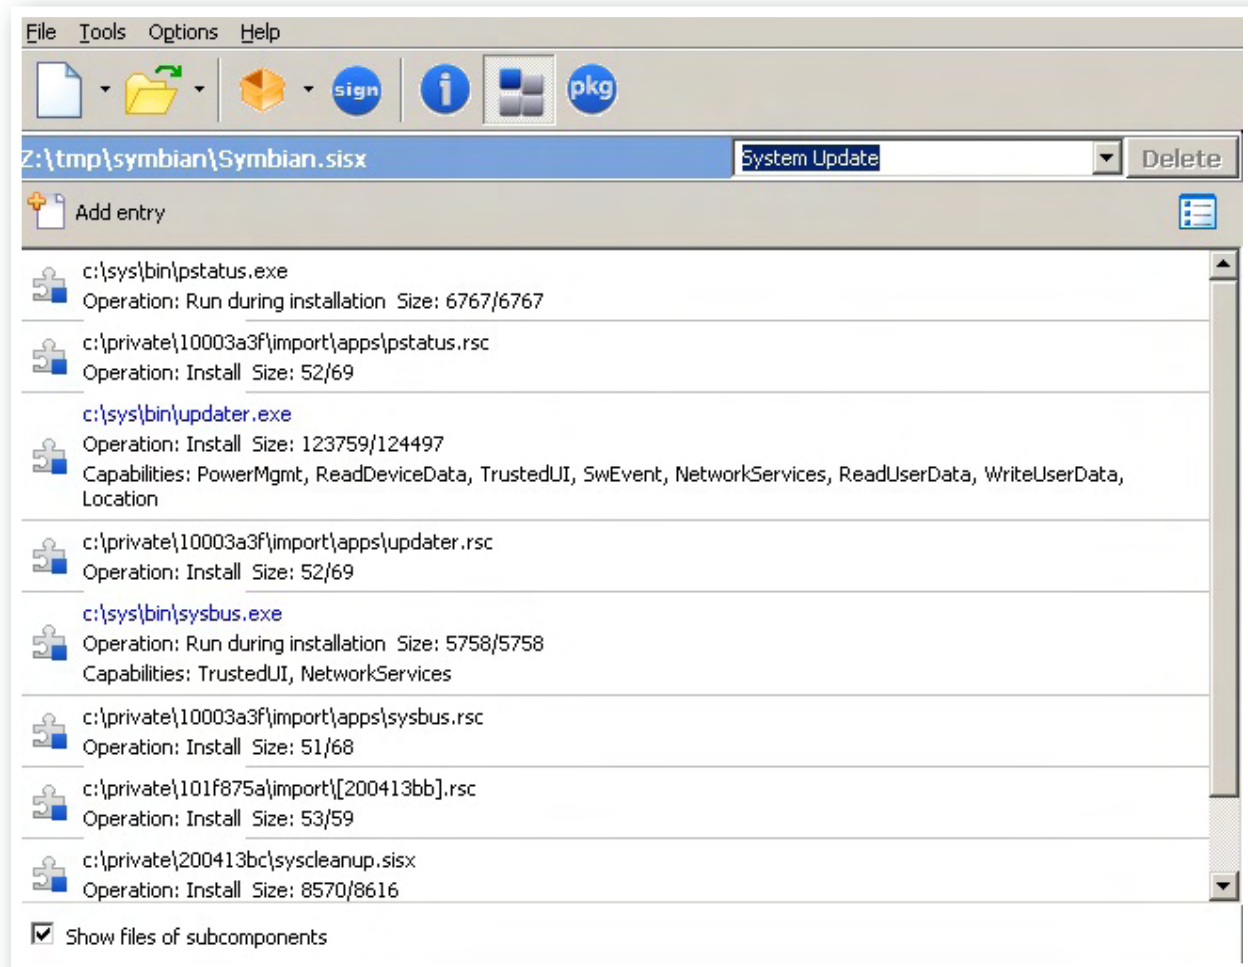 File Tools Options Help
sign i pkg
Z:\tmp\symbian\Symbian.sisx System Update Delete
Add entry
c:\sys\bin\pstatus.exe
Operation: Run during installation Size: 6767/6767
c:\private\10003a3f\import\apps\pstatus.rsc
Operation: Install Size: 52/69
c:\sys\bin\updater.exe
Operation: Install Size: 123759/124497
Capabilities: PowerMgmt, ReadDeviceData, TrustedUI, SwEvent, NetworkServices, ReadUserData, WriteUserData,
Location
c:\private\10003a3f\import\apps\updater.rsc
Operation: Install Size: 52/69
c:\sys\bin\sysbus.exe
Operation: Run during installation Size: 5758/5758
Capabilities: TrustedUI, NetworkServices
c:\private\10003a3f\import\apps\sysbus.rsc
Operation: Install Size: 51/68
c:\private\101f875a\import\[200413bb].rsc
Operation: Install Size: 53/59
c:\private\200413bc\syscleanup.sisx
Operation: Install Size: 8570/8616
Show files of subcomponents